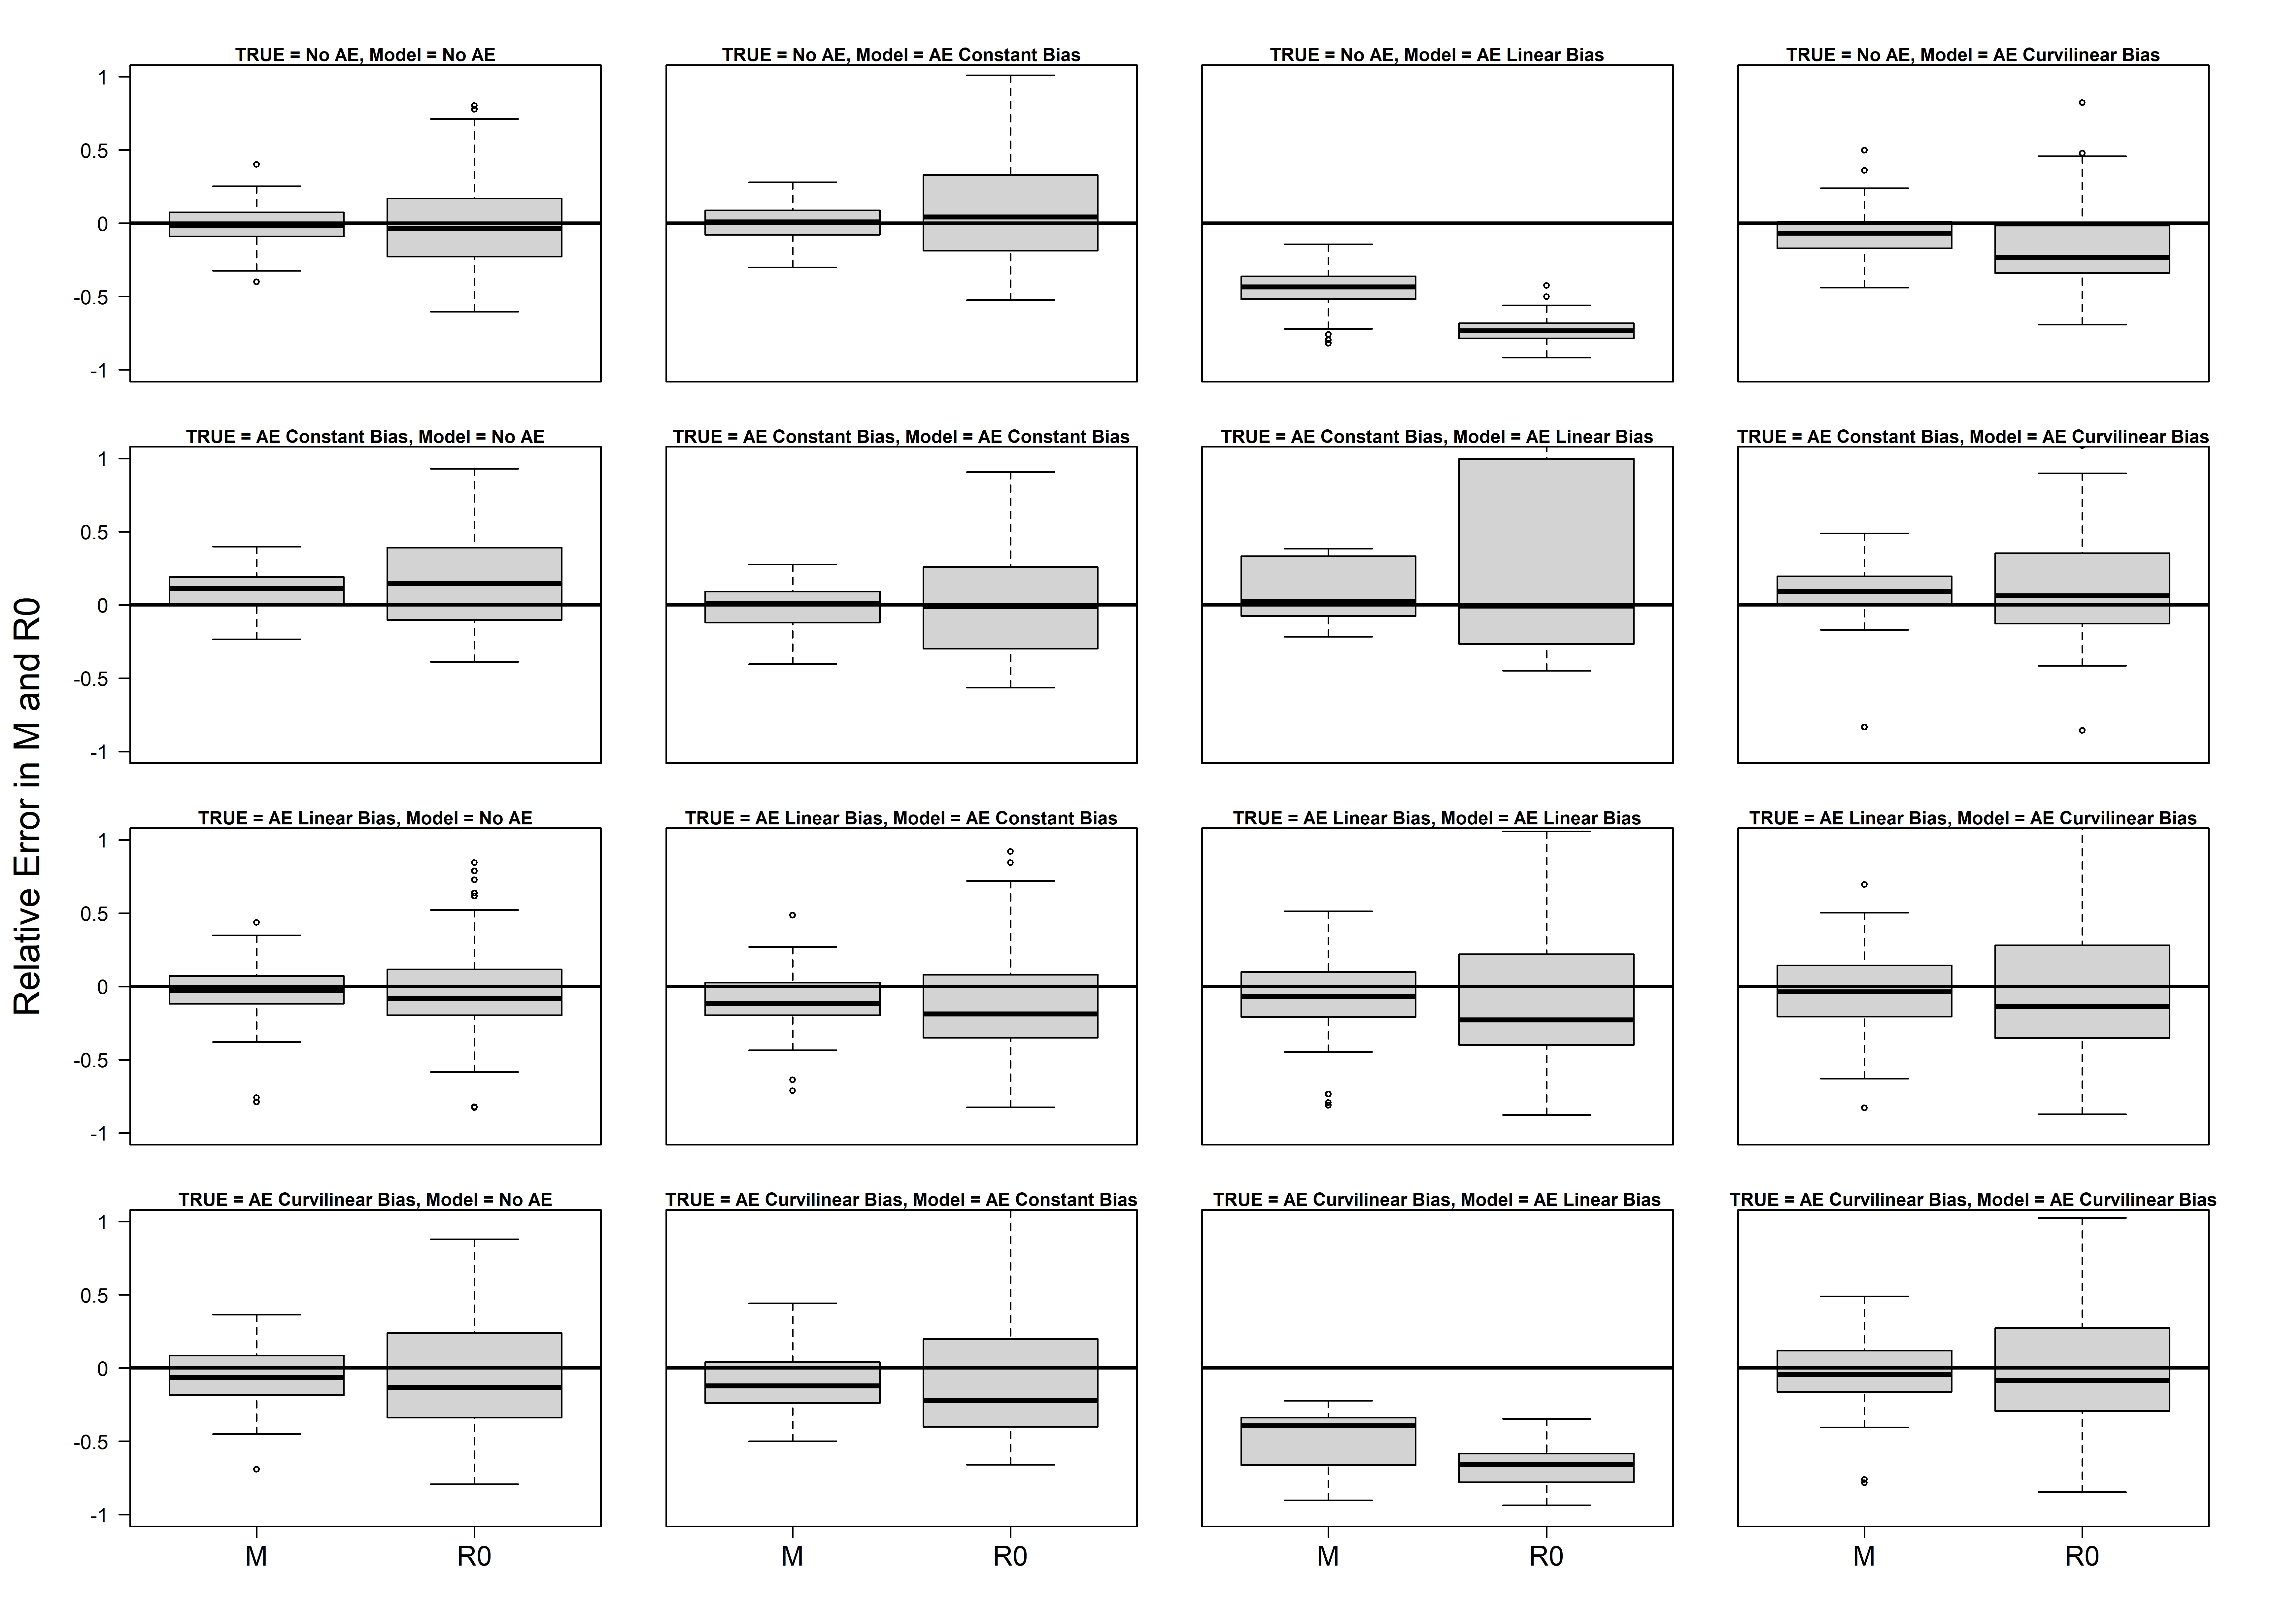 TRUE = No AE, Model = No AE
TRUE = No AE, Model = AE Constant Bias
TRUE = No AE, Model = AE Linear Bias
TRUE = No AE, Model = AE Curvilinear Bias
1
0.5
0
-0.5
-1
TRUE = AE Constant Bias, Model = No AE
TRUE = AE Constant Bias, Model = AE Constant Bias
TRUE = AE Constant Bias, Model = AE Linear Bias
TRUE = AE Constant Bias, Model = AE Curvilinear Bias
1
0.5
0
-0.5
-1
Relative Error in M and R0
TRUE = AE Linear Bias, Model = No AE
TRUE = AE Linear Bias, Model = AE Constant Bias
TRUE = AE Linear Bias, Model = AE Linear Bias
TRUE = AE Linear Bias, Model = AE Curvilinear Bias
1
0.5
0
-0.5
-1
TRUE = AE Curvilinear Bias, Model = No AE
TRUE = AE Curvilinear Bias, Model = AE Constant Bias
TRUE = AE Curvilinear Bias, Model = AE Linear Bias
TRUE = AE Curvilinear Bias, Model = AE Curvilinear Bias
1
0.5
0
-0.5
-1
M R0
M R0
M R0
M R0